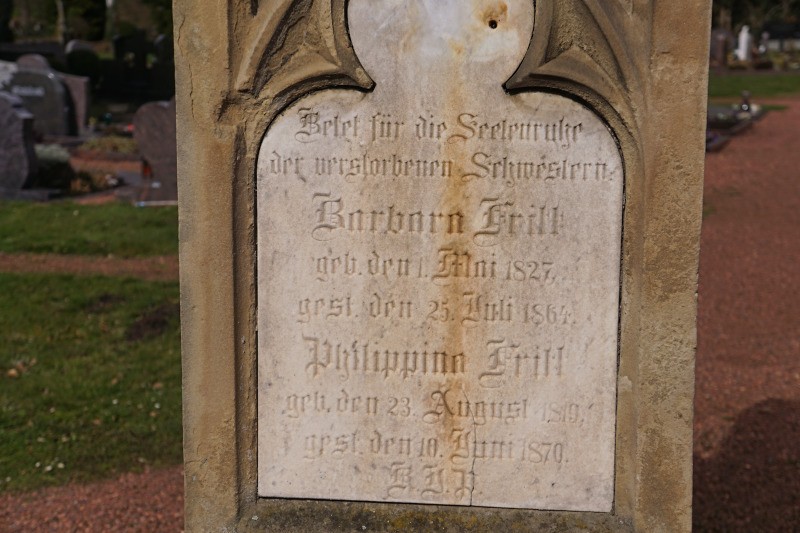 Betet für die Seelenruhe
der verstorbenen Schwestern:
Barbara Frill
geb. den 1. Mai 1827,
gest. den 25. Juli 1864.
Philippina Frill
geb. den 23. August 1819,
gest. den 10. Juni 1870.
R.I.P.